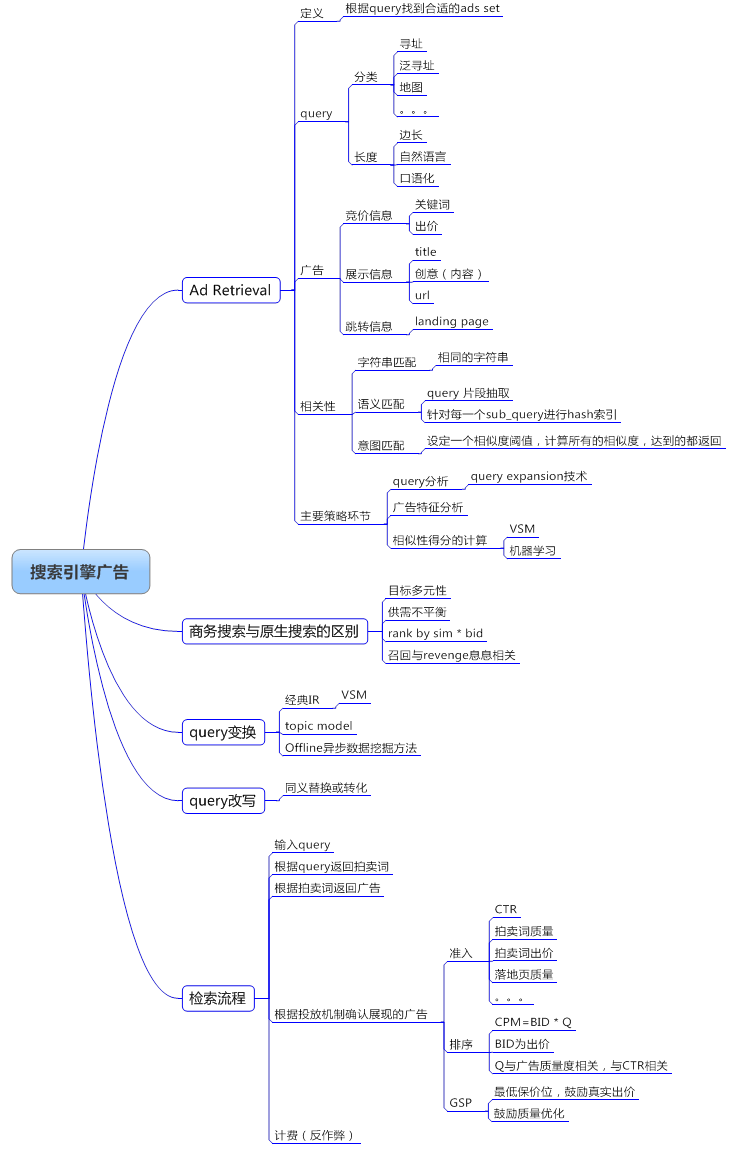 搜索引擎广告
Ad Retrieval
定义
根据query找到合适的ads set
query
分类
寻址
泛寻址
地图
。。。
长度
边长
自然语言
口语化
广告
竞价信息
关键词
出价
展示信息
title
创意（内容）
url
跳转信息
landing page
相关性
字符串匹配
相同的字符串
语义匹配
query 片段抽取
针对每一个sub_query进行hash索引
意图匹配
设定一个相似度阈值，计算所有的相似度，达到的都返回
主要策略环节
query分析
query expansion技术
广告特征分析
相似性得分的计算
VSM
机器学习
商务搜索与原生搜索的区别
目标多元性
供需不平衡
rank by sim * bid
召回与revenge息息相关
query变换
经典IR
VSM
topic model
Offline异步数据挖掘方法
query改写
同义替换或转化
检索流程
输入query
根据query返回拍卖词
根据拍卖词返回广告
根据投放机制确认展现的广告
准入
CTR
拍卖词质量
拍卖词出价
落地页质量
。。。
排序
CPM=BID * Q
BID为出价
Q与广告质量度相关，与CTR相关
GSP
最低保价位，鼓励真实出价
鼓励质量优化
计费（反作弊）